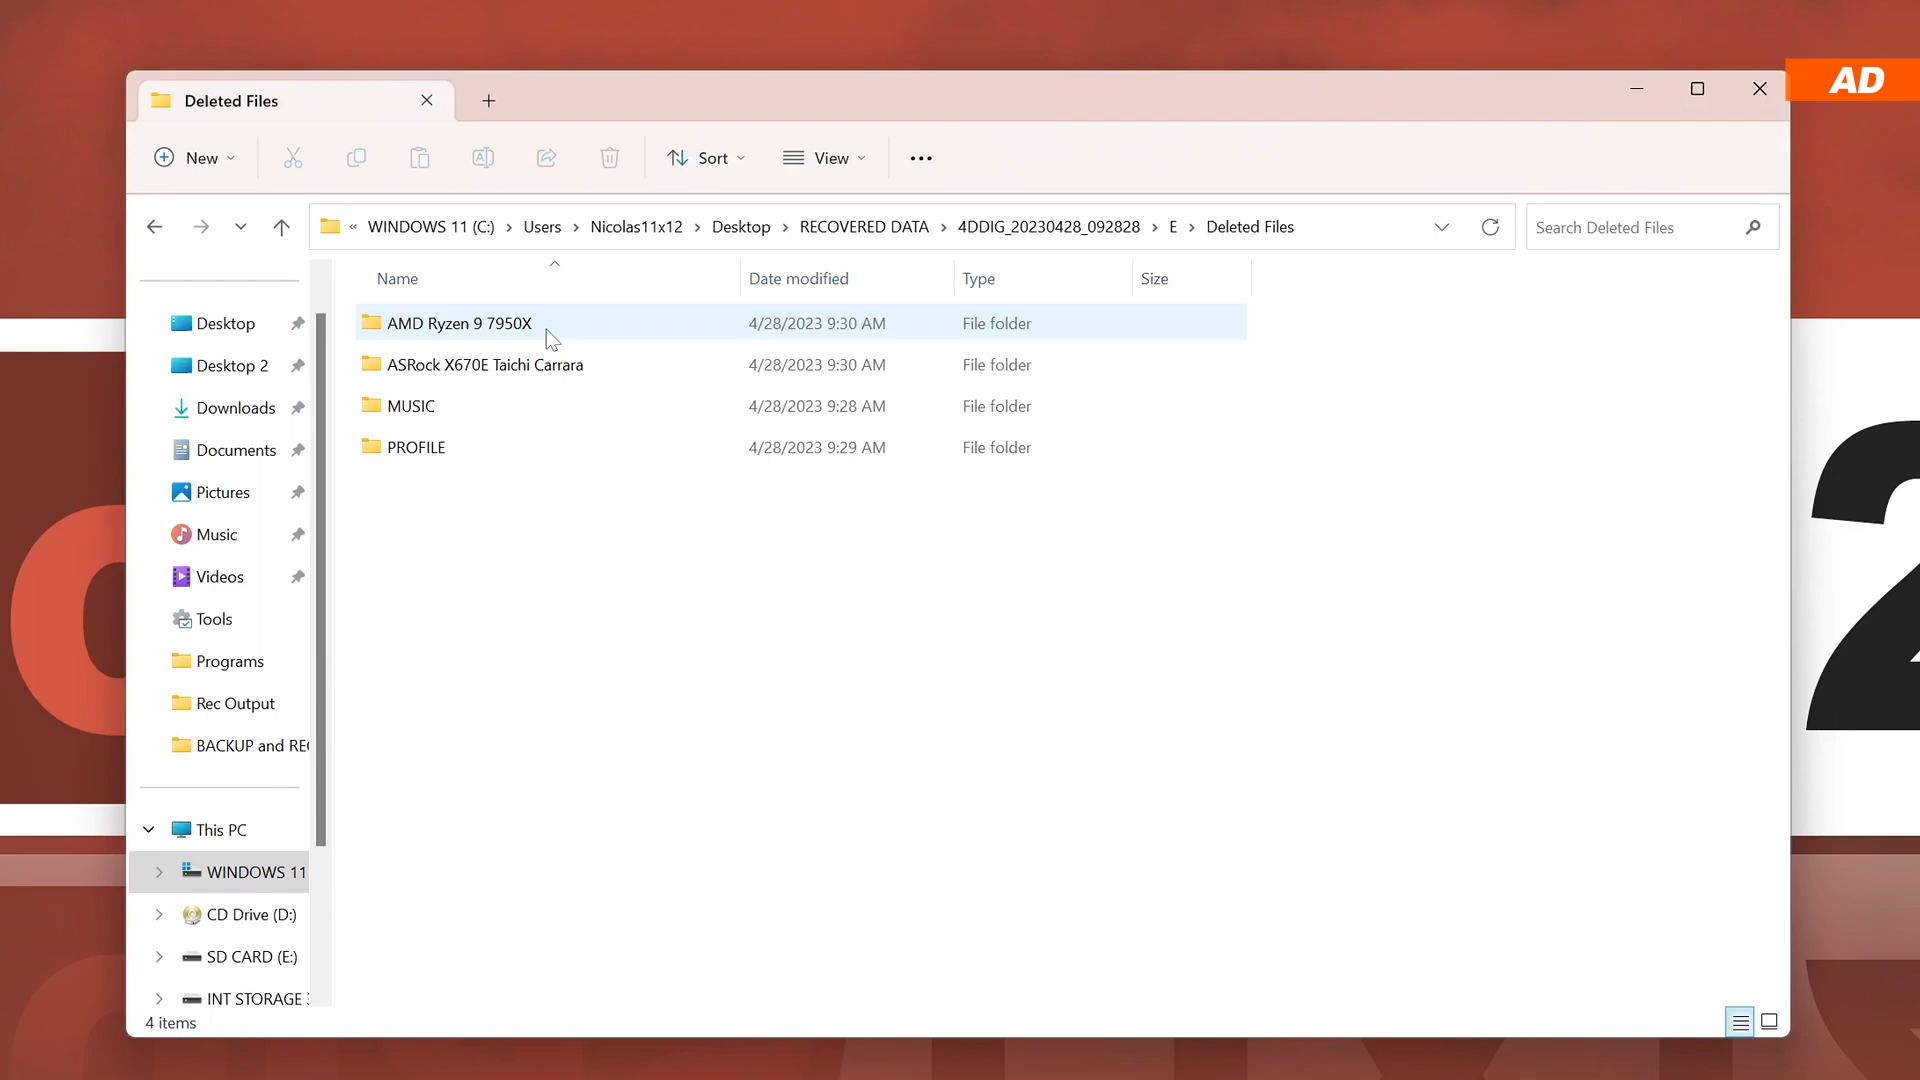 Deleted Files
AD
New
Sort
View
« WINDOWS 11 (C:) > Users > Nicolas11x12 > Desktop > RECOVERED DATA > 4DDIG_20230428_092828 > E > Deleted Files
Search Deleted Files
Name Date modified Type Size
AMD Ryzen 9 7950X 4/28/2023 9:30 AM File folder
ASRock X670E Taichi Carrara 4/28/2023 9:30 AM File folder
MUSIC 4/28/2023 9:28 AM File folder
PROFILE 4/28/2023 9:29 AM File folder
Desktop
Desktop 2
Downloads
Documents
Pictures
Music
Videos
Tools
Programs
Rec Output
BACKUP and REC
This PC
WINDOWS 11
CD Drive (D:)
SD CARD (E:)
INT STORAGE
4 items